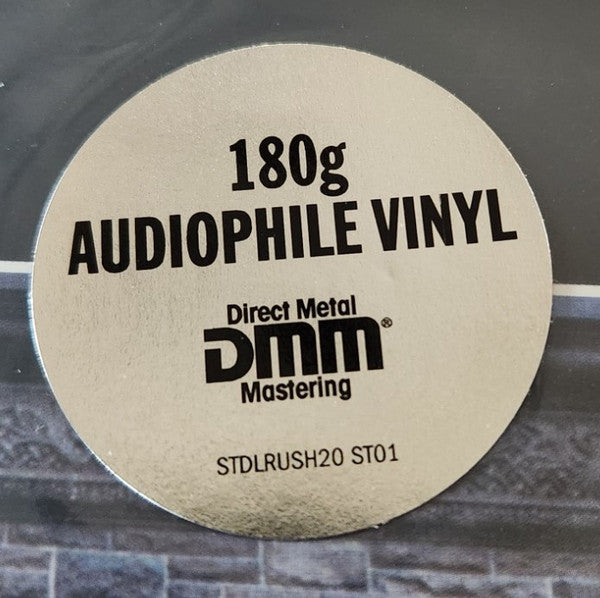 180g
AUDIOPHILE VINYL
Direct Metal
DMM®
Mastering
STDLRUSH20 ST01